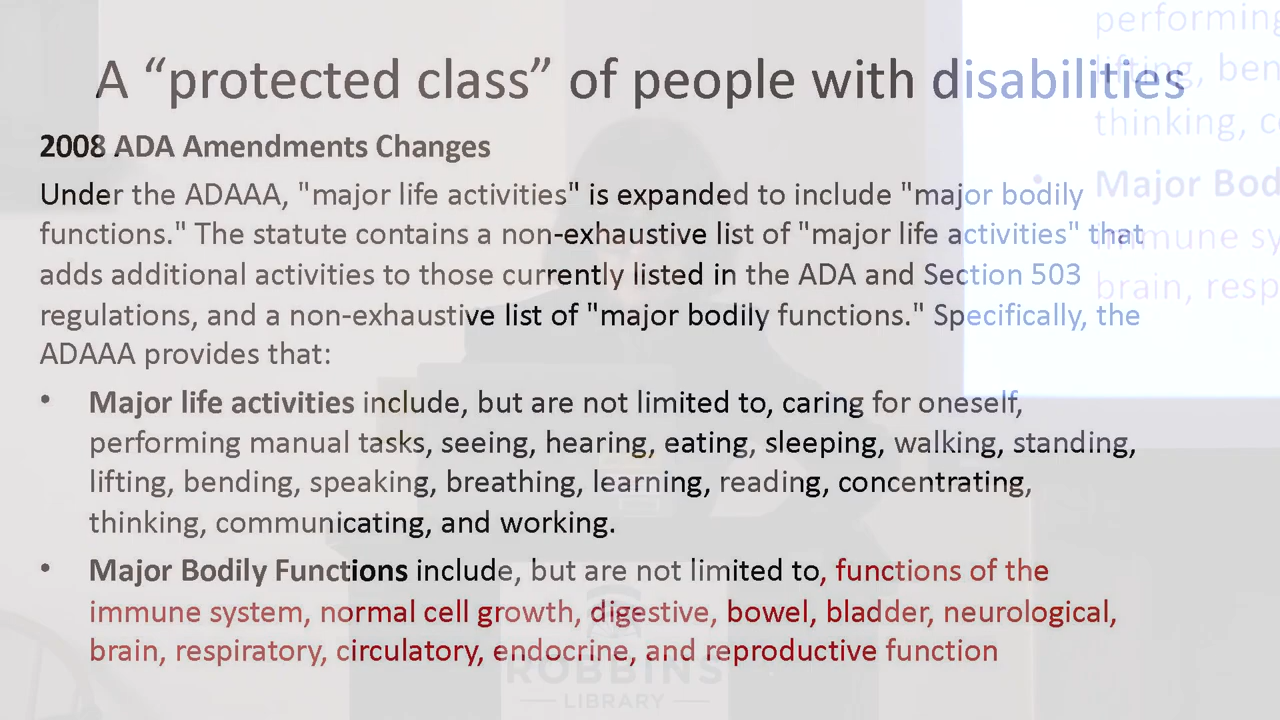 A “protected class” of people with disabilities
2008 ADA Amendments Changes
Under the ADAAA, "major life activities" is expanded to include "major bodily
functions." The statute contains a non-exhaustive list of "major life activities" that
adds additional activities to those currently listed in the ADA and Section 503
regulations, and a non-exhaustive list of "major bodily functions." Specifically, the
ADAAA provides that:
• Major life activities include, but are not limited to, caring for oneself,
performing manual tasks, seeing, hearing, eating, sleeping, walking, standing,
lifting, bending, speaking, breathing, learning, reading, concentrating,
thinking, communicating, and working.
• Major Bodily Functions include, but are not limited to, functions of the
immune system, normal cell growth, digestive, bowel, bladder, neurological,
brain, respiratory, circulatory, endocrine, and reproductive function
performing
lifting, ben
thinking, c
• Major Bod
immune sy
brain, resp
ROBBINS
LIBRARY